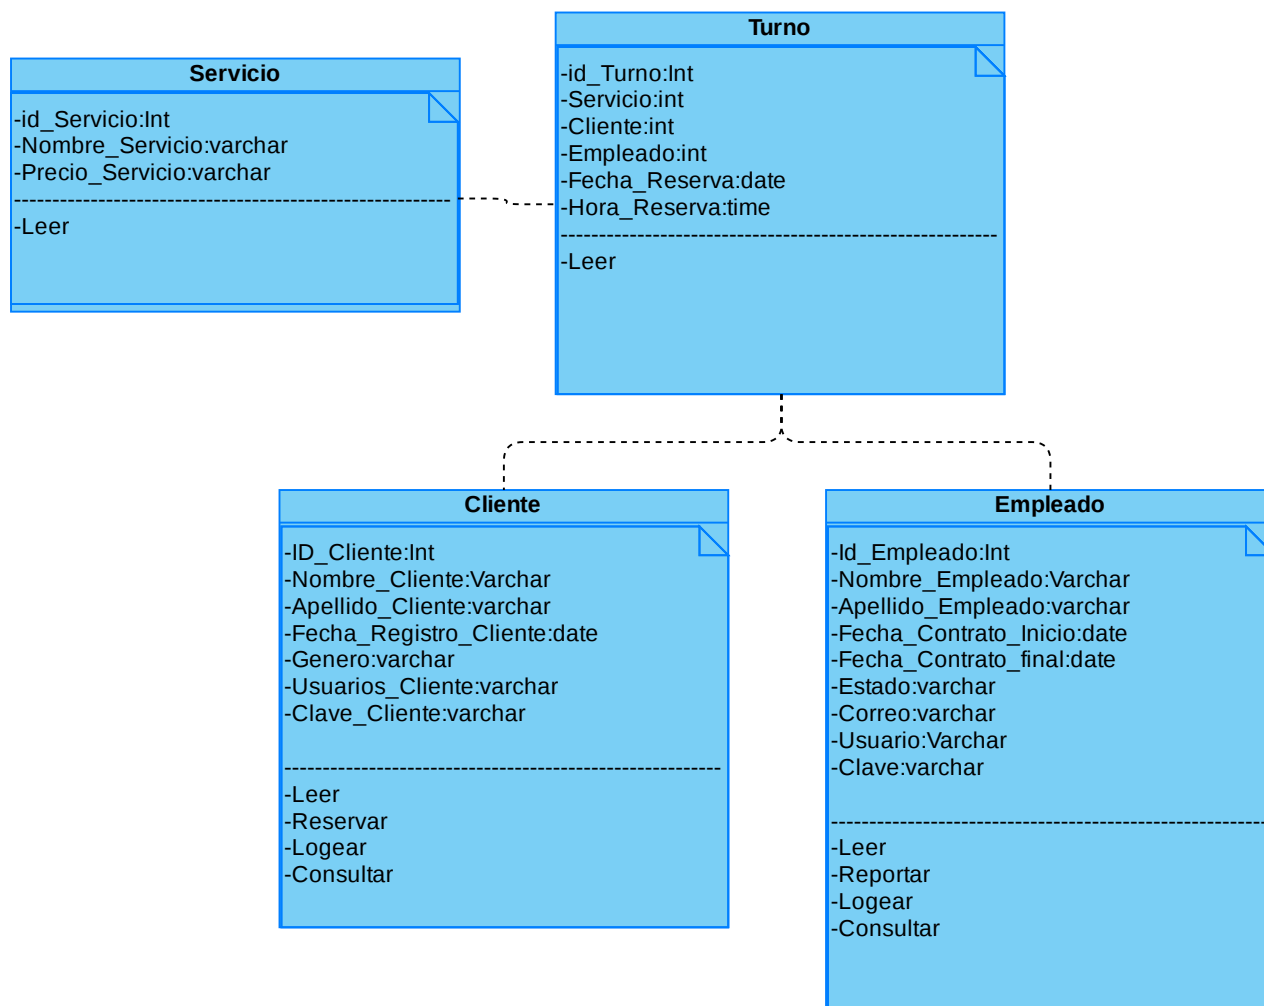 Servicio
-id_Servicio:Int
-Nombre_Servicio:varchar
-Precio_Servicio:varchar
---------------------------------------------------------
-Leer
Turno
-id_Turno:Int
-Servicio:int
-Cliente:int
-Empleado:int
-Fecha_Reserva:date
-Hora_Reserva:time
---------------------------------------------------------
-Leer
Cliente
-ID_Cliente:Int
-Nombre_Cliente:Varchar
-Apellido_Cliente:varchar
-Fecha_Registro_Cliente:date
-Genero:varchar
-Usuarios_Cliente:varchar
-Clave_Cliente:varchar
---------------------------------------------------------
-Leer
-Reservar
-Logear
-Consultar
Empleado
-Id_Empleado:Int
-Nombre_Empleado:Varchar
-Apellido_Empleado:varchar
-Fecha_Contrato_Inicio:date
-Fecha_Contrato_final:date
-Estado:varchar
-Correo:varchar
-Usuario:Varchar
-Clave:varchar
---------------------------------------------------------
-Leer
-Reportar
-Logear
-Consultar